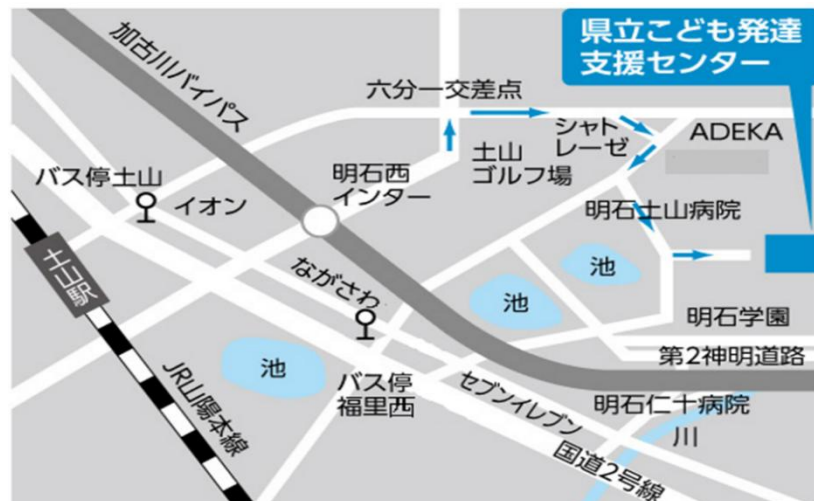 県立こども発達
支援センター
加古川バイパス
六分一交差点
シャト
レーゼ
ADEKA
土山
ゴルフ場
バス停土山
イオン
明石西
インター
明石土山病院
土山駅
ながさわ
池
池
池
明石学園
第2神明道路
JR山陽本線
バス停
福里西
セブンイレブン
明石仁十病院
川
国道2号線